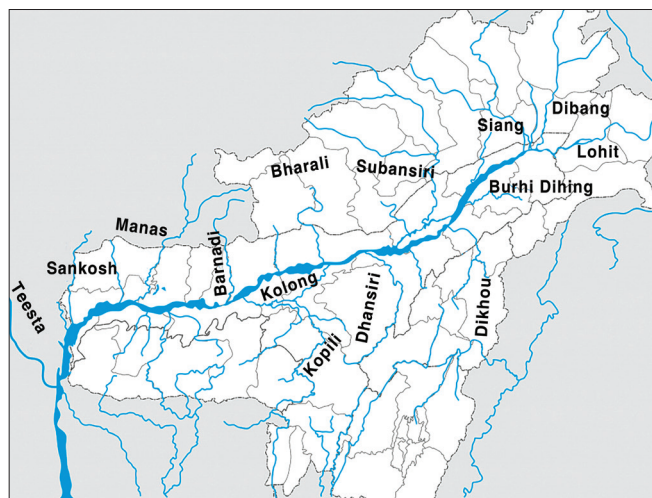 Dibang
Siang
Lohit
Bharali
Subansiri
Burhi Dihing
Manas
Barnadi
Sankosh
Kolong
Teesta
Dhansiri
Dikhou
Kopili